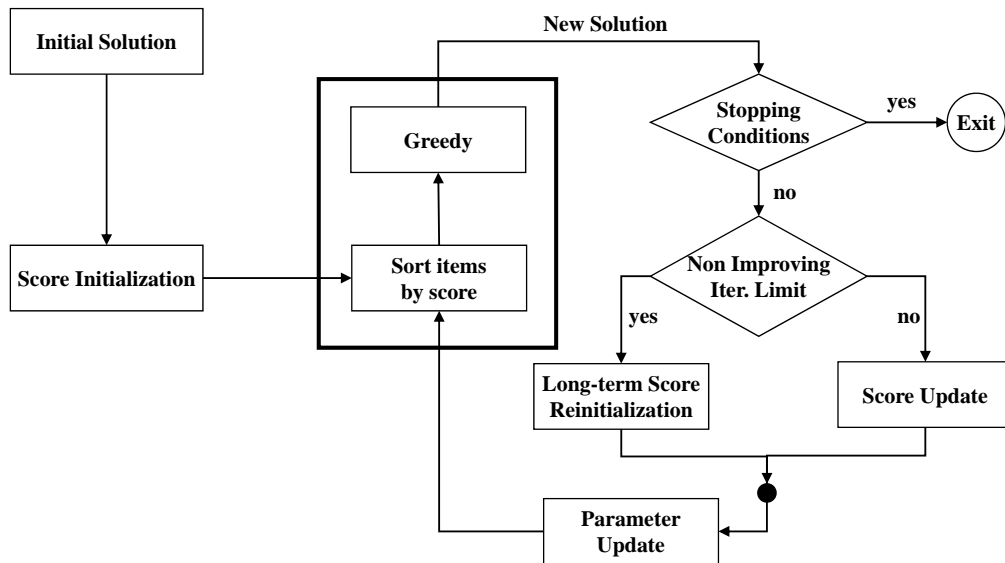 Initial Solution
New Solution
Stopping
Conditions
yes
Exit
Greedy
no
Score Initialization
Sort items
by score
Non Improving
Iter. Limit
yes
no
Long-term Score
Reinitialization
Score Update
Parameter
Update